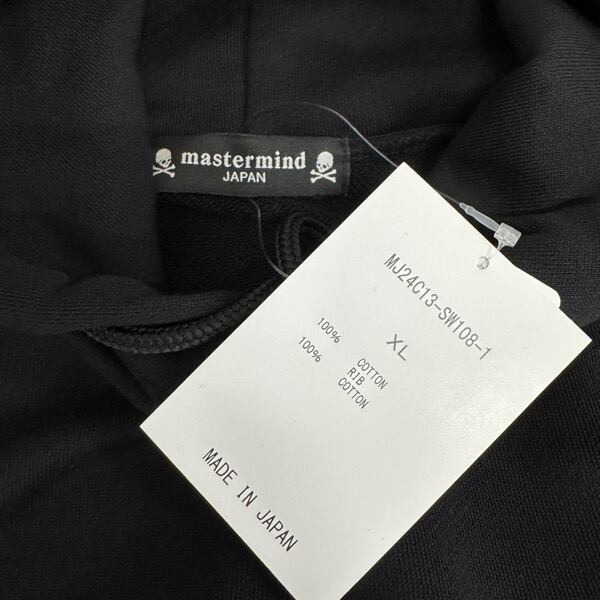 mastermind
JAPAN
MJ24C13-SW108-1
XL
100% COTTON
RIB
100% COTTON
MADE IN JAPAN